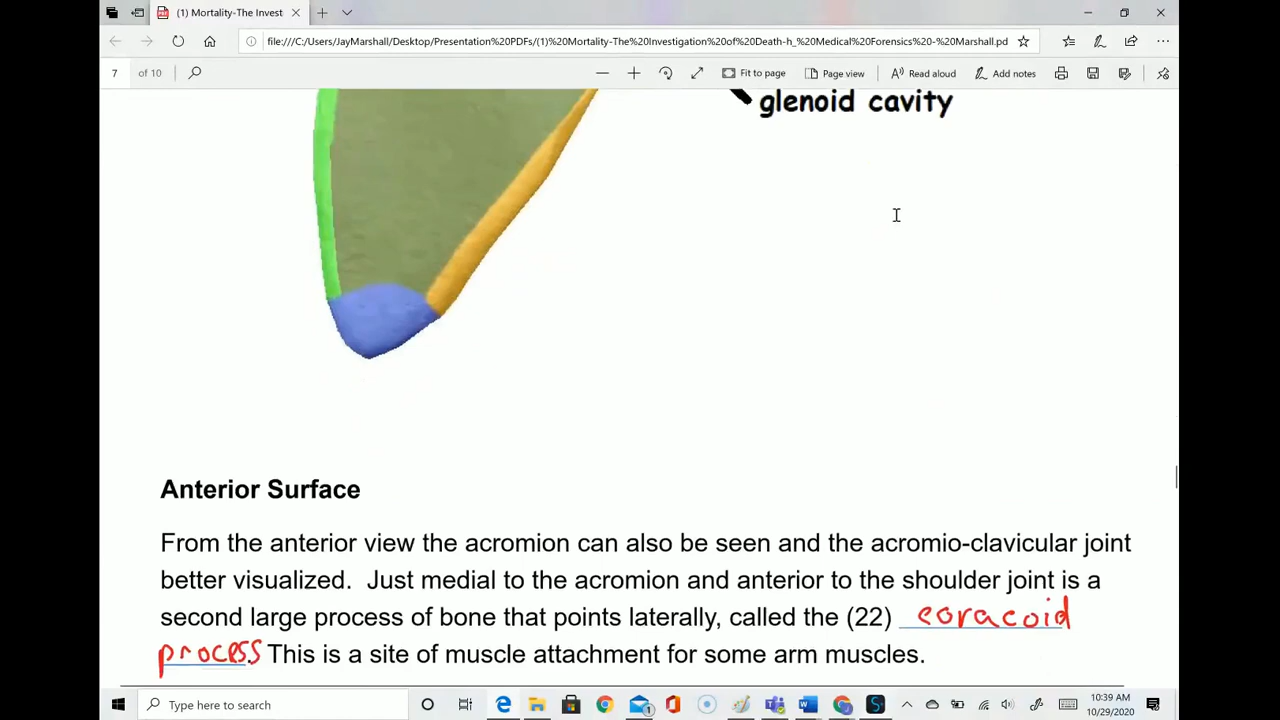 (1) Mortality-The Invest
file:///C:/Users/JayMarshall/Desktop/Presentation%20PDFs/(1)%20Mortality-The%20Investigation%20of%20Death-h_%20Medical%20Forensics%20-%20Marshall.pd
7 of 10
Fit to page
Page view
Read aloud
Add notes
glenoid cavity
Anterior Surface
From the anterior view the acromion can also be seen and the acromio-clavicular joint
better visualized. Just medial to the acromion and anterior to the shoulder joint is a
second large process of bone that points laterally, called the (22) coracoid
process. This is a site of muscle attachment for some arm muscles.
Type here to search
10:39 AM
10/29/2020